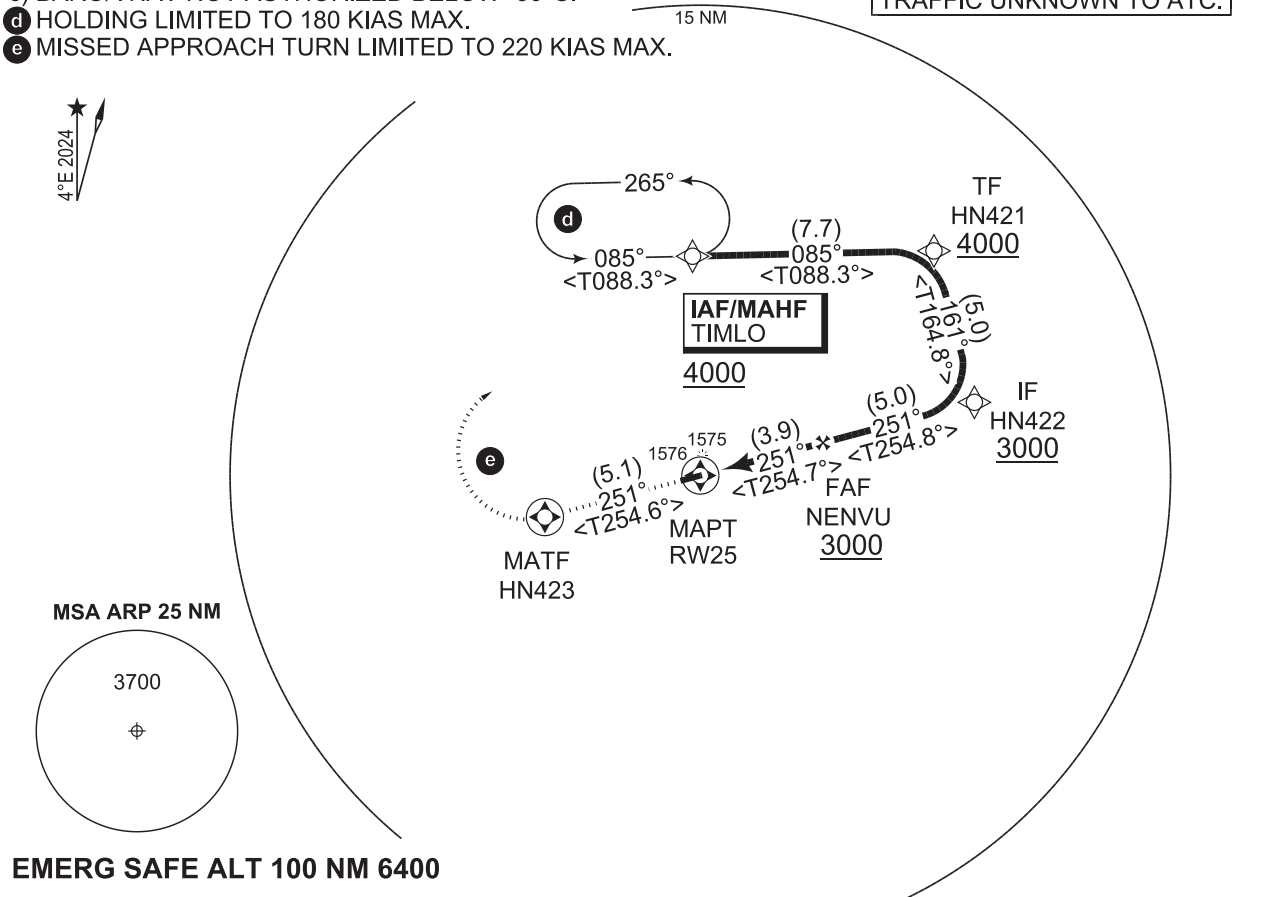 d HOLDING LIMITED TO 180 KIAS MAX.
e MISSED APPROACH TURN LIMITED TO 220 KIAS MAX.
TRAFFIC UNKNOWN TO ATC.
15 NM
4°E 2024
265°
d
085°
<T088.3°>
(7.7)
085°
<T088.3°>
TF
HN421
4000
IAF/MAHF
TIMLO
4000
(5.0)
161°
<T164.8°>
IF
HN422
3000
(5.0)
251°
<T254.8°>
(3.9)
251°
<T254.7°>
FAF
NENVU
3000
1575
1576
MAPT
RW25
e
(5.1)
251°
<T254.6°>
MATF
HN423
MSA ARP 25 NM
3700
EMERG SAFE ALT 100 NM 6400